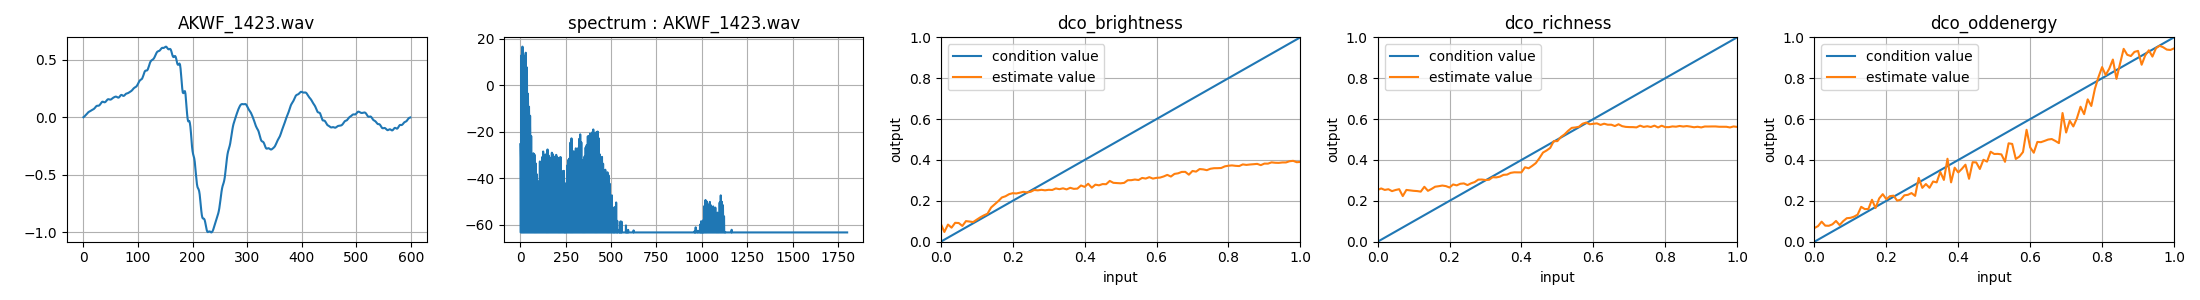 AKWF_1423.wav
0.5
0.0
−0.5
−1.0
0 100 200 300 400 500 600
spectrum : AKWF_1423.wav
20
0
−20
−40
−60
0 250 500 750 1000 1250 1500 1750
dco_brightness
condition value
estimate value
output
1.0
0.8
0.6
0.4
0.2
0.0
0.0 0.2 0.4 0.6 0.8 1.0
input
dco_richness
condition value
estimate value
output
1.0
0.8
0.6
0.4
0.2
0.0
0.0 0.2 0.4 0.6 0.8 1.0
input
dco_oddenergy
condition value
estimate value
output
1.0
0.8
0.6
0.4
0.2
0.0
0.0 0.2 0.4 0.6 0.8 1.0
input